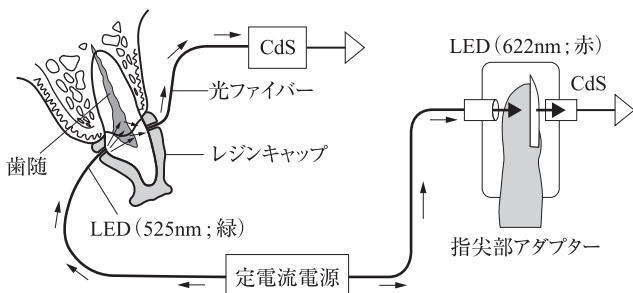 CdS
LED（622nm；赤）
CdS
光ファイバー
歯随
レジンキャップ
LED（525nm；緑）
指尖部アダプター
定電流電源